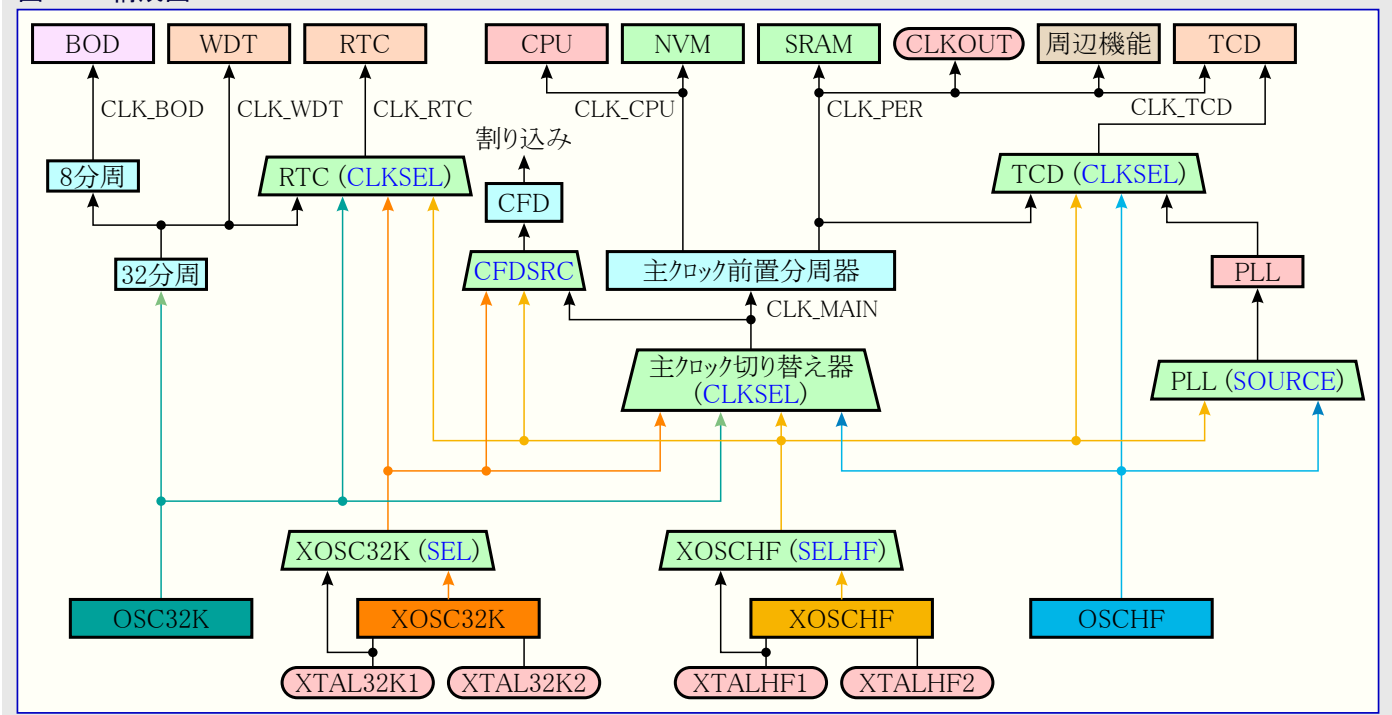 BOD
WDT
RTC
CPU
NVM
SRAM
CLKOUT
周辺機能
TCD
CLK_BOD
CLK_WDT
CLK_RTC
CLK_CPU
CLK_PER
CLK_TCD
割り込み
8分周
RTC (CLKSEL)
CFD
TCD (CLKSEL)
32分周
CFDSRC
主クロック前置分周器
PLL
CLK_MAIN
主クロック切り替え器
(CLKSEL)
PLL (SOURCE)
XOSC32K (SEL)
XOSCHF (SELHF)
OSC32K
XOSC32K
XOSCHF
OSCHF
XTAL32K1
XTAL32K2
XTALHF1
XTALHF2